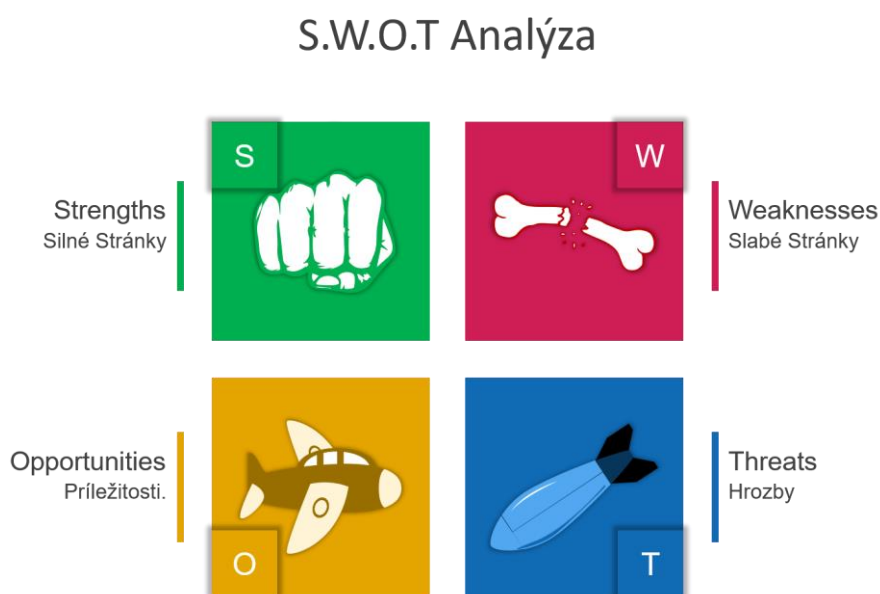 S.W.O.T Analýza
S
W
Strengths
Silné Stránky
Weaknesses
Slabé Stránky
Opportunities
Príležitosti.
Threats
Hrozby
O
T